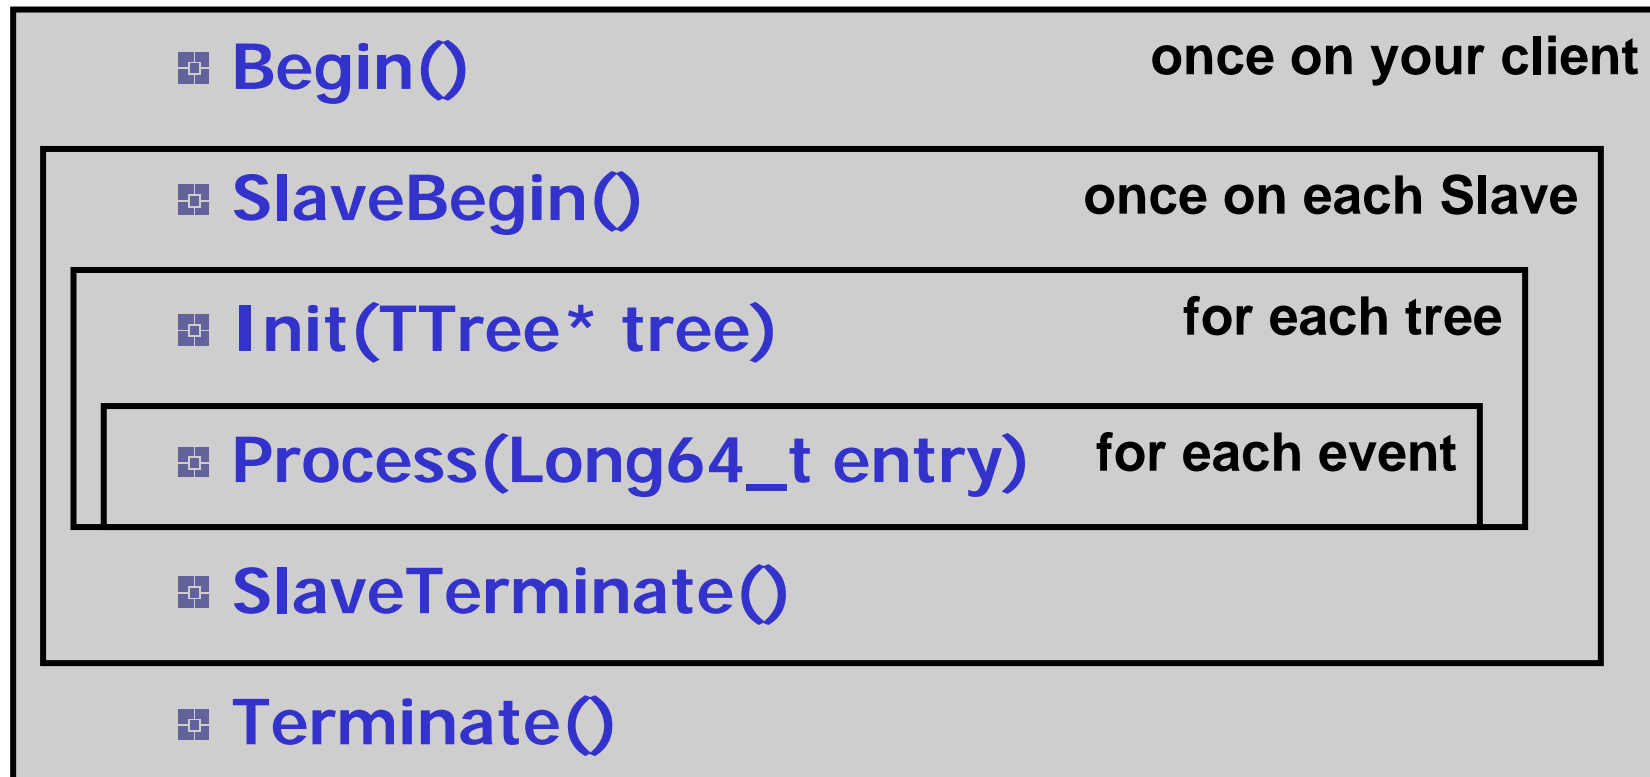 Begin() once on your client
SlaveBegin() once on each Slave
Init(TTree* tree) for each tree
Process(Long64_t entry) for each event
SlaveTerminate()
Terminate()